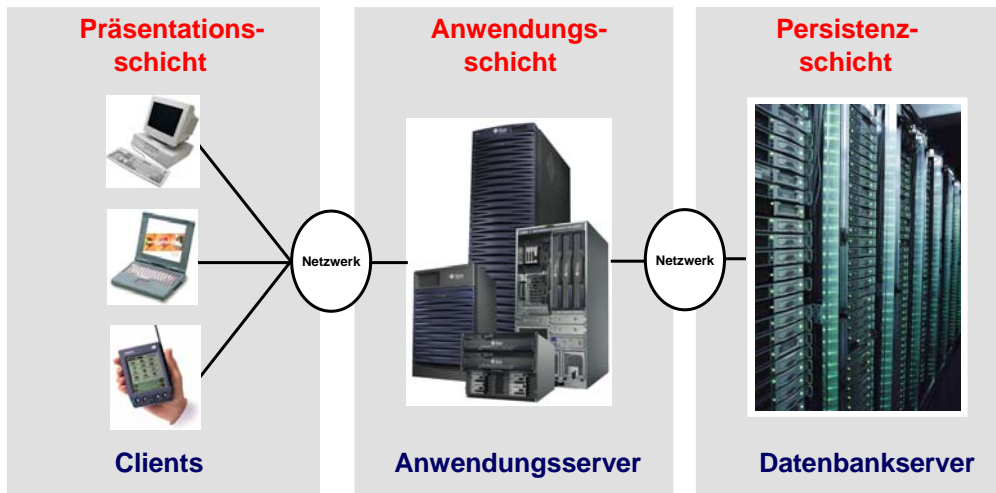 Präsentations-
schicht
Anwendungs-
schicht
Persistenz-
schicht
Netzwerk
Netzwerk
Clients
Anwendungsserver
Datenbankserver